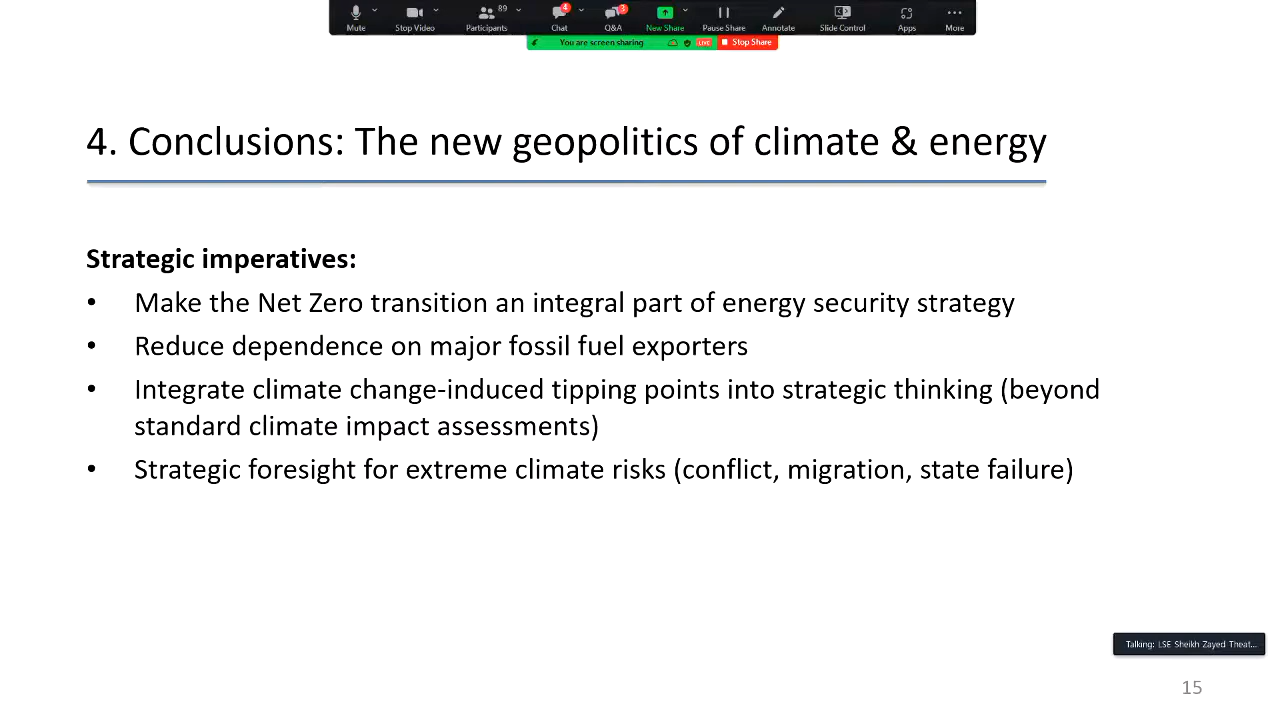 89
4
3
Mute
Stop Video
Participants
Chat
Q&A
New Share
Pause Share
Annotate
Slide Control
Apps
More
You are screen sharing
LIVE
Stop Share
4. Conclusions: The new geopolitics of climate & energy
Strategic imperatives:
• Make the Net Zero transition an integral part of energy security strategy
• Reduce dependence on major fossil fuel exporters
• Integrate climate change-induced tipping points into strategic thinking (beyond
standard climate impact assessments)
• Strategic foresight for extreme climate risks (conflict, migration, state failure)
Talking: LSE Sheikh Zayed Theat...
15